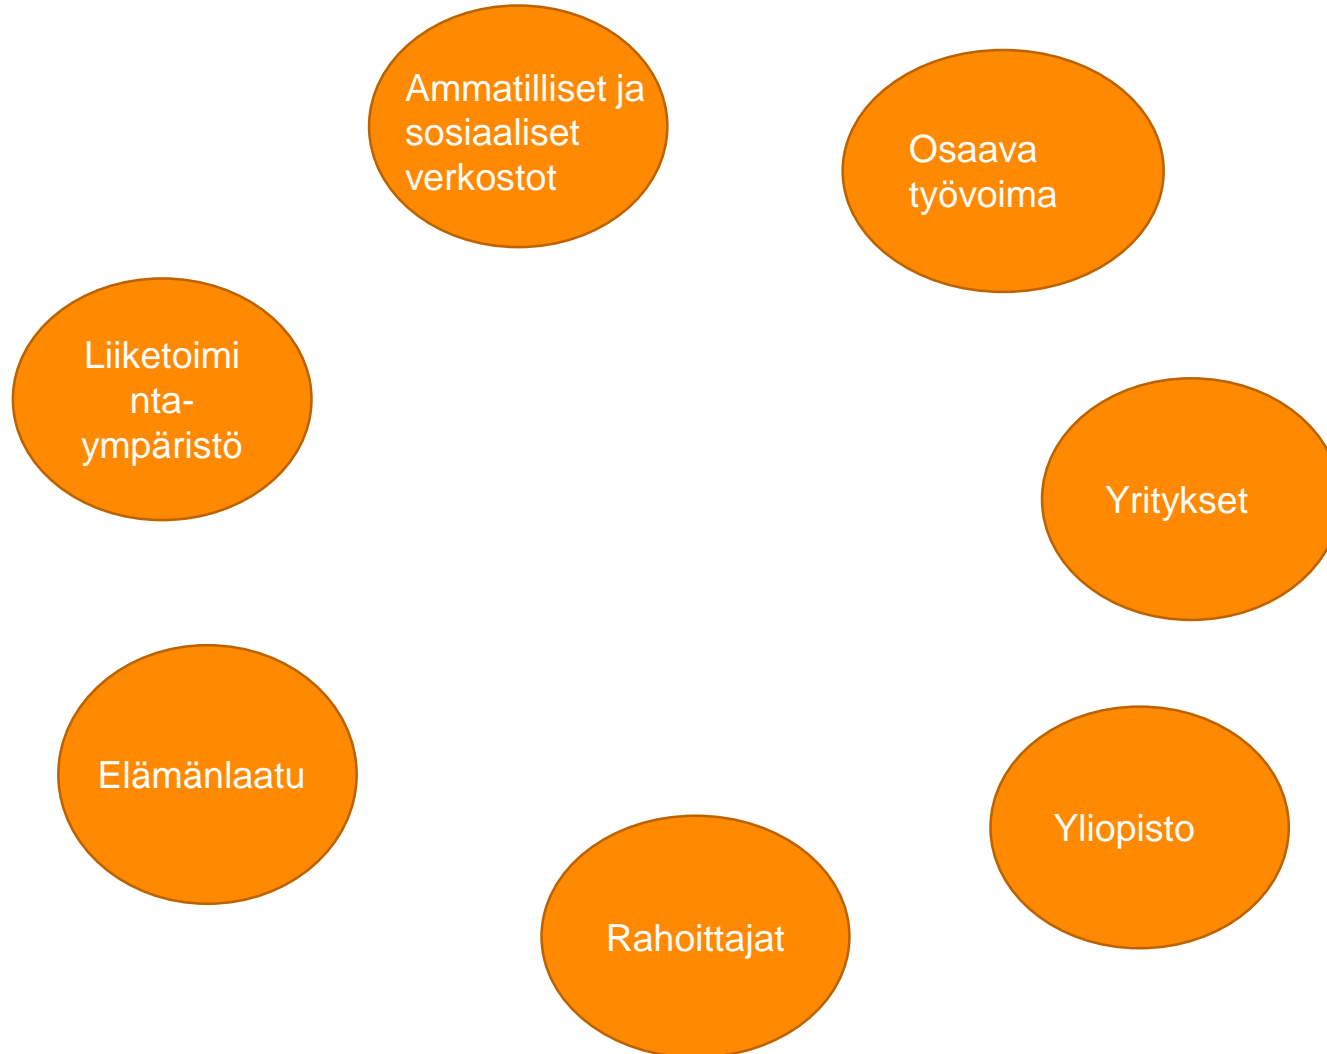 Ammatilliset ja
sosiaaliset
verkostot
Osaava
työvoima
Liiketoimi
nta-
ympäristö
Yritykset
Elämänlaatu
Yliopisto
Rahoittajat